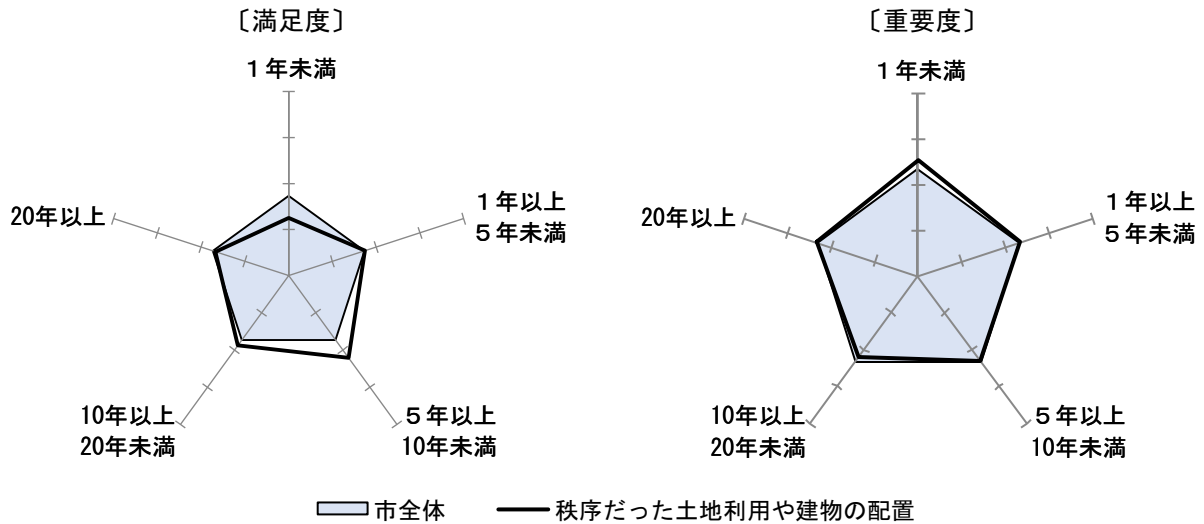 〔満足度〕
１年未満
１年以上
５年未満
５年以上
10年未満
10年以上
20年未満
20年以上
〔重要度〕
１年未満
１年以上
５年未満
５年以上
10年未満
10年以上
20年未満
20年以上
市全体
秩序だった土地利用や建物の配置